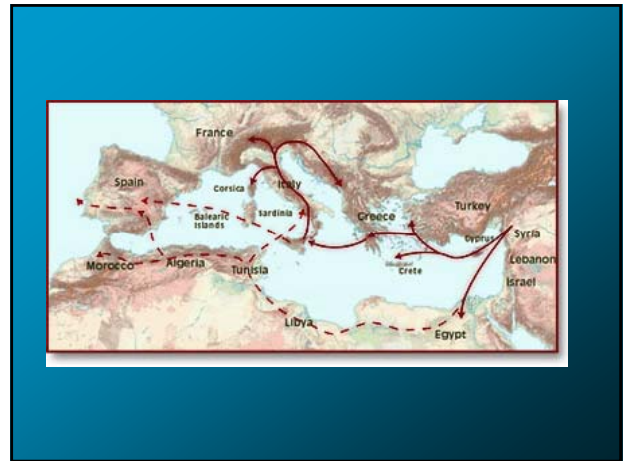 France
Spain
Corsica
Italy
Sardinia
Balearic
Islands
Greece
Turkey
Cyprus
Syria
Crete
Lebanon
Israel
Morocco
Algeria
Tunisia
Libya
Egypt